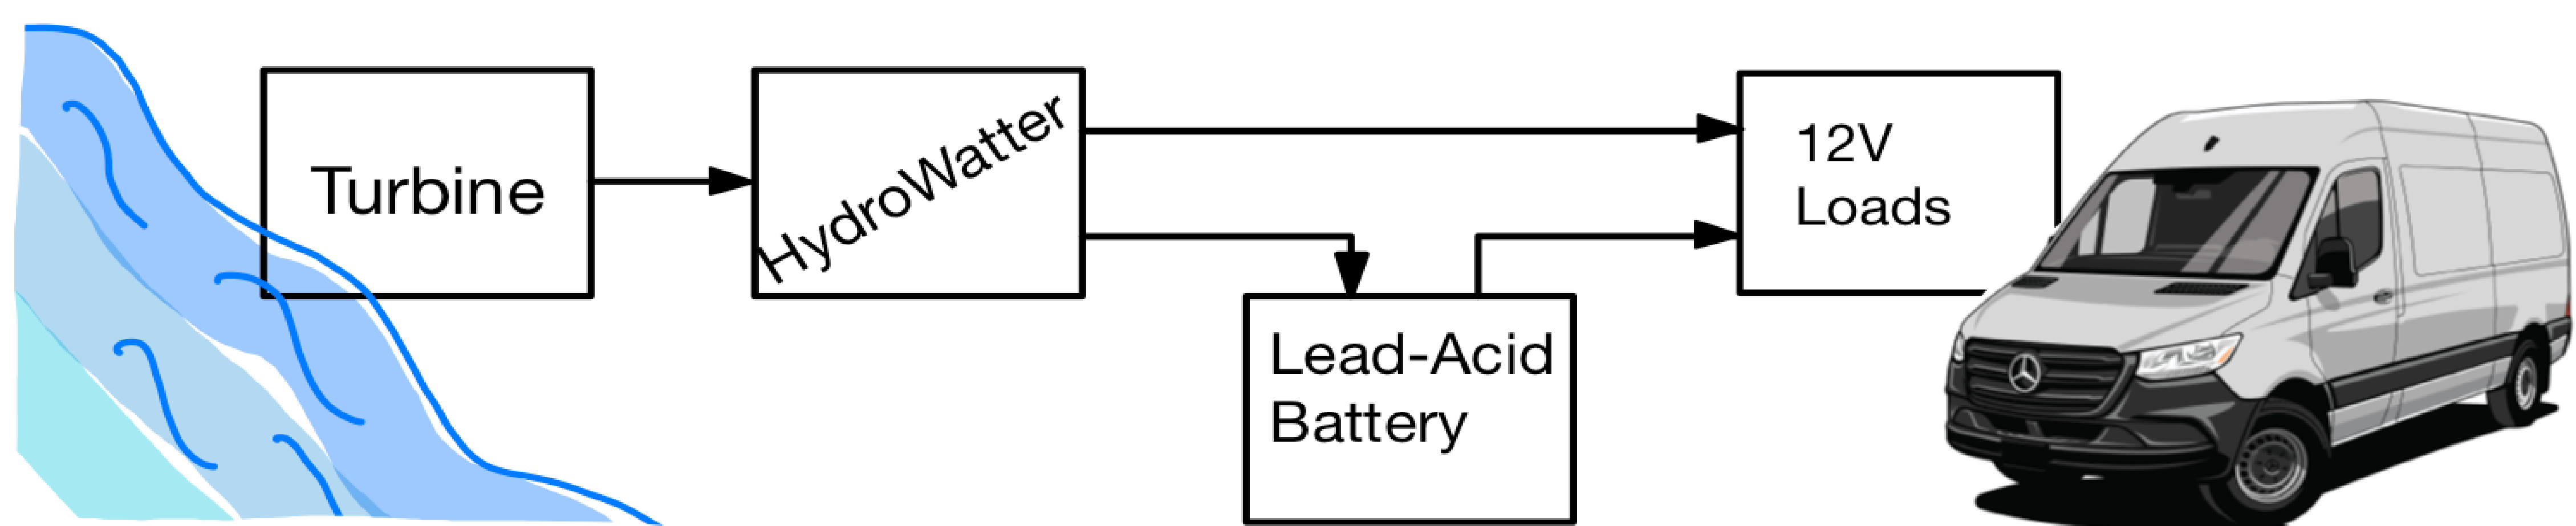 Turbine
HydroWatter
12V
Loads
Lead-Acid
Battery